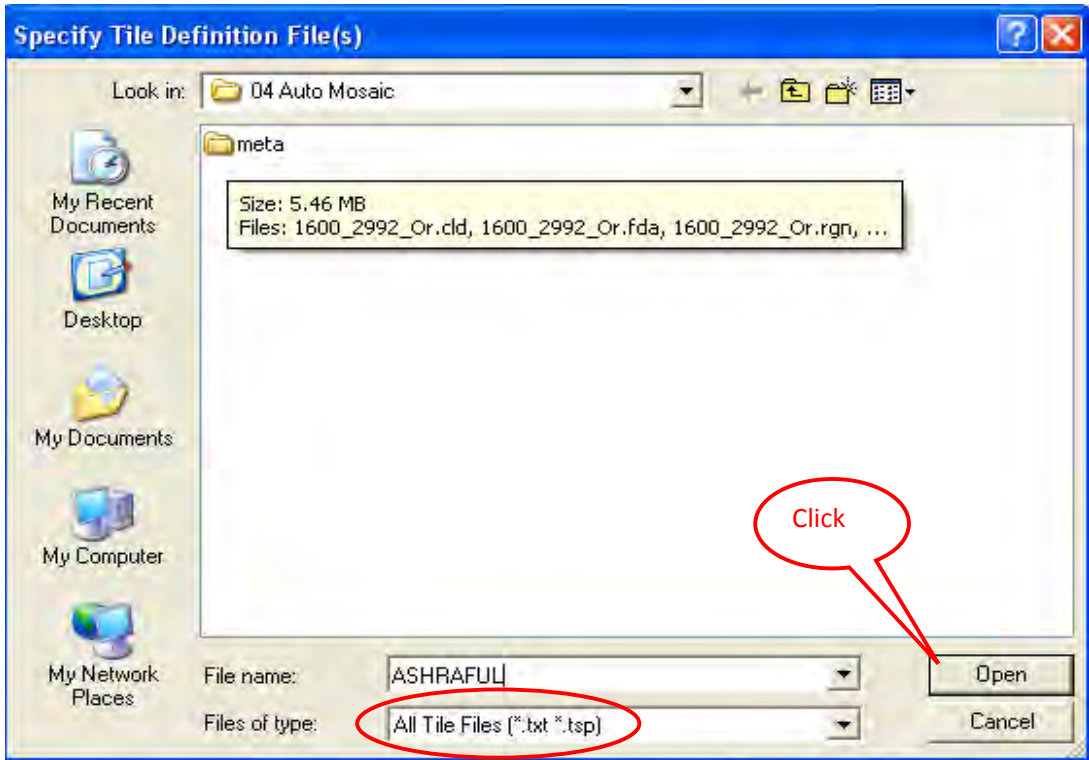 Specify Tile Definition File(s)
Look in:
04 Auto Mosaic
meta
Size: 5.46 MB
Files: 1600_2992_Or.cld, 1600_2992_Or.fda, 1600_2992_Or.rgn, ...
My Recent
Documents
Desktop
My Documents
My Computer
My Network
Places
Click
File name:
ASHRAFUL
Open
Files of type:
All Tile Files (*.txt *.tsp)
Cancel